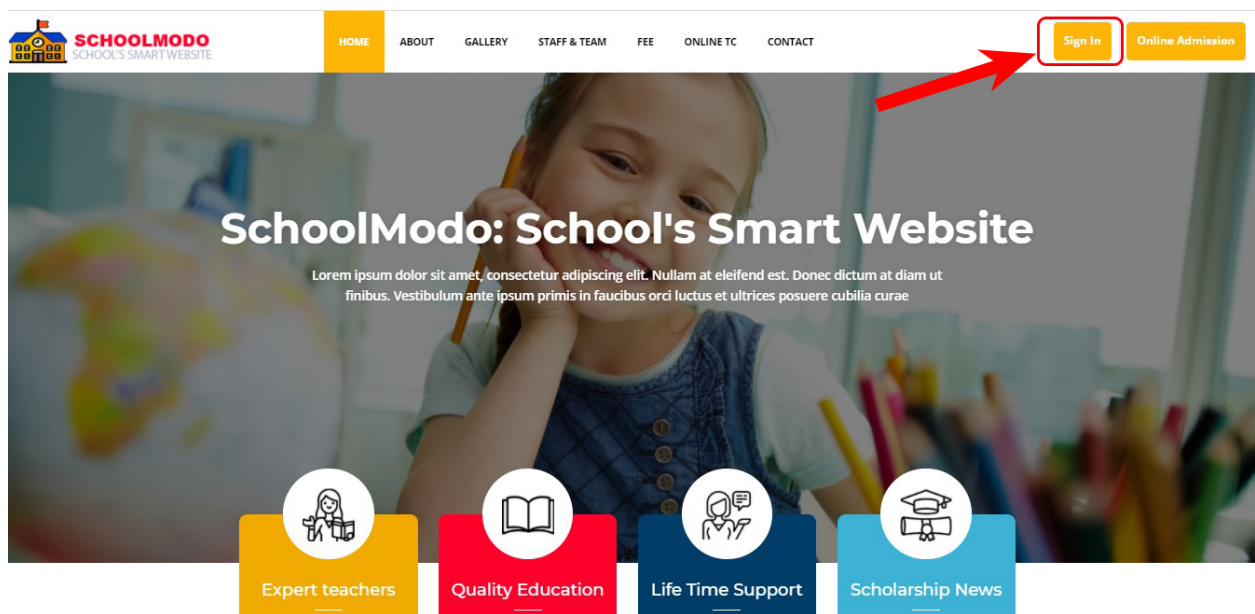 SCHOOLMODO
SCHOOL'S SMART WEBSITE
HOME ABOUT GALLERY STAFF & TEAM FEE ONLINE TC CONTACT
Sign In Online Admission
SchoolModo: School's Smart Website
Lorem ipsum dolor sit amet, consectetur adipiscing elit. Nullam at eleifend est. Donec dictum at diam ut
finibus. Vestibulum ante ipsum primis in faucibus orci luctus et ultrices posuere cubilia curae
Expert teachers Quality Education Life Time Support Scholarship News